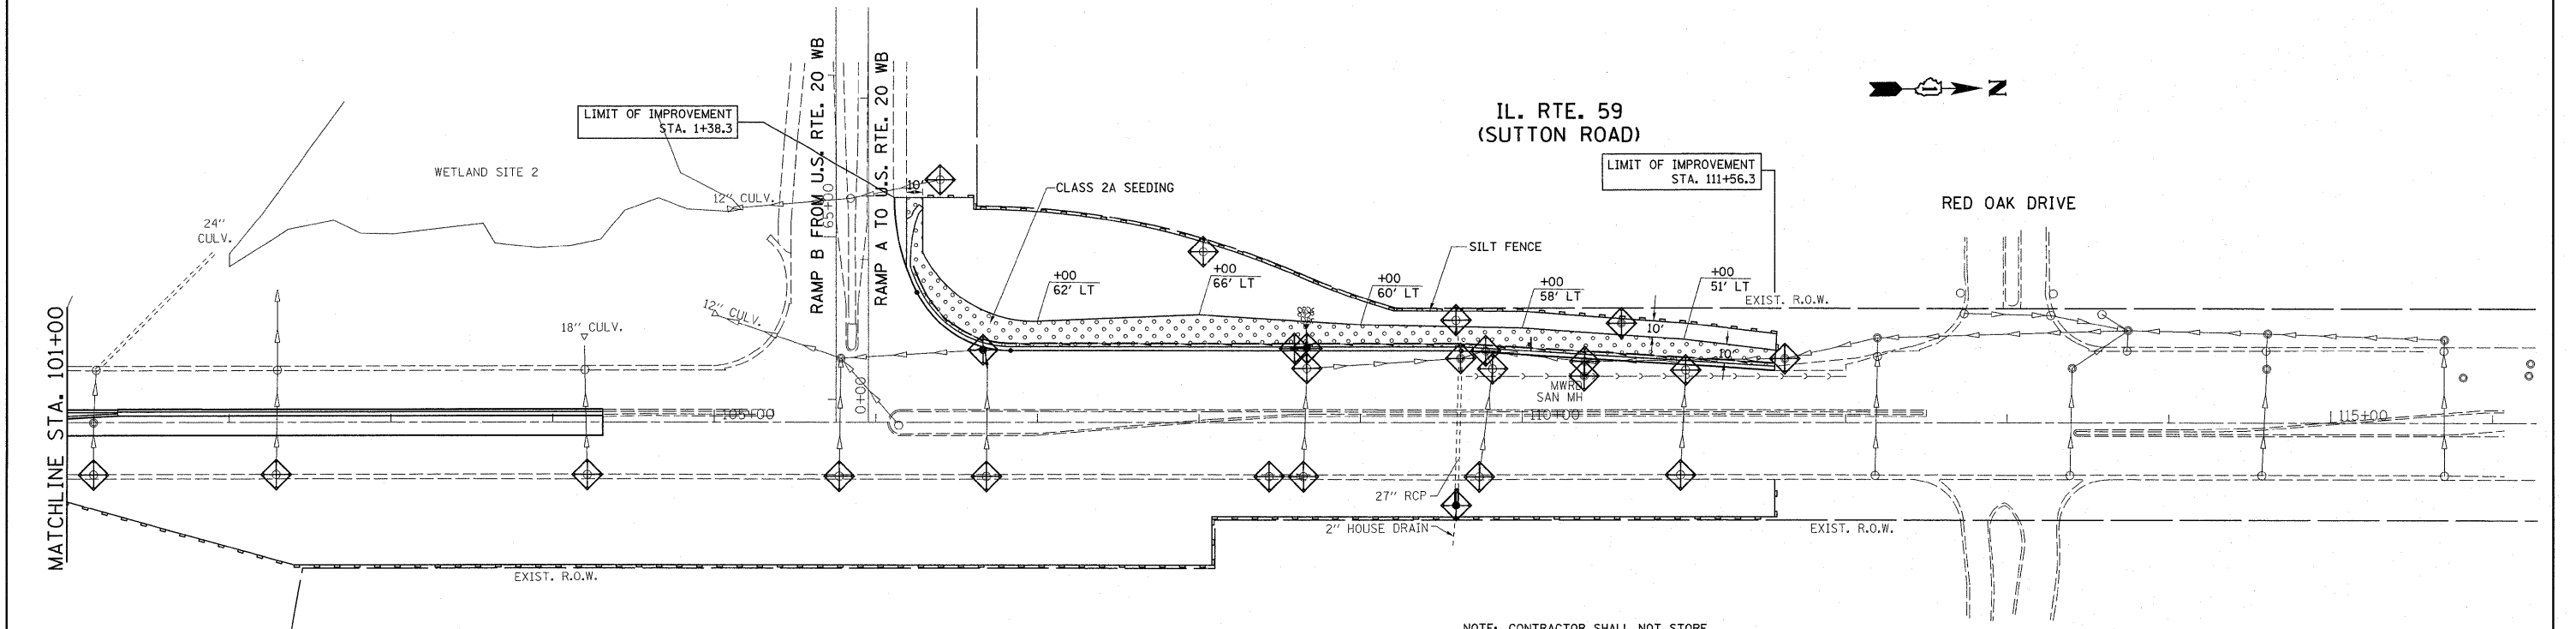 RAMP B FROM U.S. RTE. 20 WB
RAMP A TO U.S. RTE. 20 WB
LIMIT OF IMPROVEMENT
STA. 1+38.3
IL. RTE. 59
(SUTTON ROAD)
N
LIMIT OF IMPROVEMENT
STA. 111+56.3
WETLAND SITE 2
12" CULV.
65+00
10'
CLASS 2A SEEDING
RED OAK DRIVE
24"
CULV.
SILT FENCE
+00
62' LT
+00
66' LT
+00
60' LT
+00
58' LT
+00
51' LT
EXIST. R.O.W.
12" CULV.
18" CULV.
10'
10'
MATCHLINE STA. 101+00
0+00
MWRD
SAN MH
105+00
110+00
115+00
27" RCP
2" HOUSE DRAIN
EXIST. R.O.W.
EXIST. R.O.W.
NOTE: CONTRACTOR SHALL NOT STORE